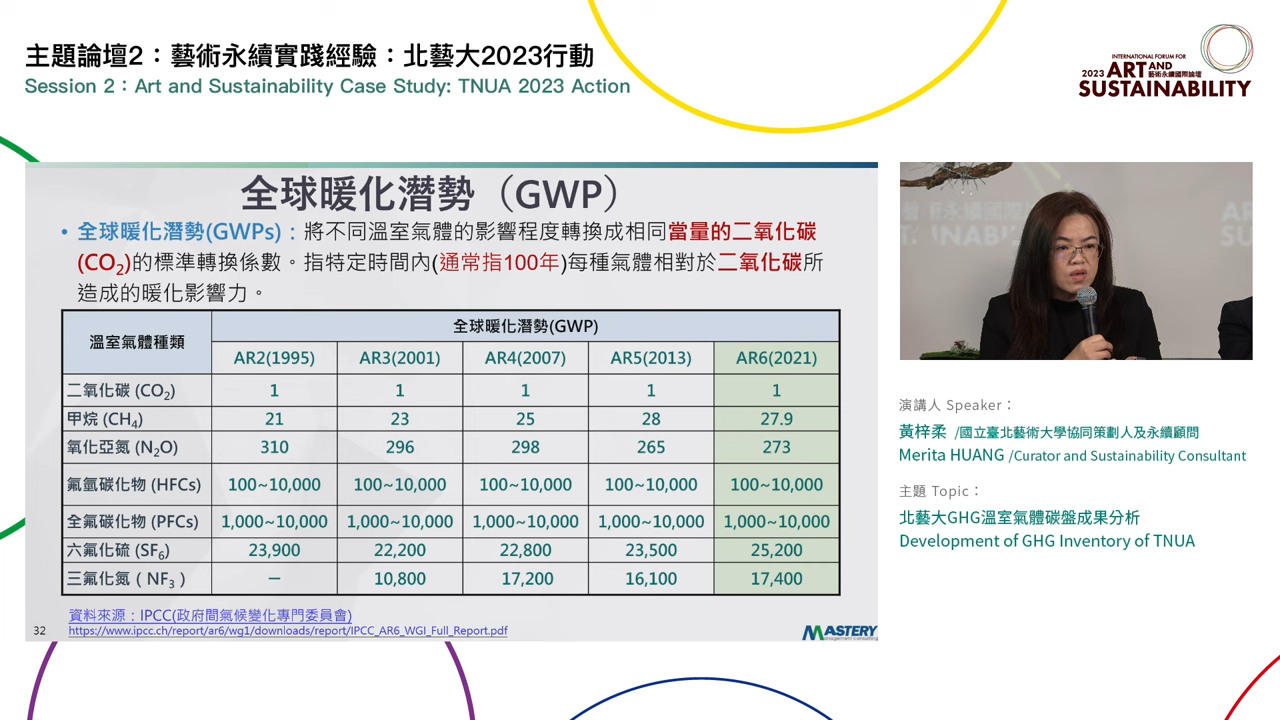 主題論壇2：藝術永續實踐經驗：北藝大2023行動
Session 2：Art and Sustainability Case Study: TNUA 2023 Action
INTERNATIONAL FORUM FOR
2023 ART AND
藝術永續國際論壇
SUSTAINABILITY
全球暖化潛勢（GWP）
• 全球暖化潛勢(GWPs)：將不同溫室氣體的影響程度轉換成相同當量的二氧化碳
(CO₂)的標準轉換係數。指特定時間內(通常指100年)每種氣體相對於二氧化碳所
造成的暖化影響力。
溫室氣體種類 全球暖化潛勢(GWP)
AR2(1995) AR3(2001) AR4(2007) AR5(2013) AR6(2021)
二氧化碳 (CO₂) 1 1 1 1 1
甲烷 (CH₄) 21 23 25 28 27.9
氧化亞氮 (N₂O) 310 296 298 265 273
氟氫碳化物 (HFCs) 100~10,000 100~10,000 100~10,000 100~10,000 100~10,000
全氟碳化物 (PFCs) 1,000~10,000 1,000~10,000 1,000~10,000 1,000~10,000 1,000~10,000
六氟化硫 (SF₆) 23,900 22,200 22,800 23,500 25,200
三氟化氮（NF₃） — 10,800 17,200 16,100 17,400
資料來源：IPCC(政府間氣候變化專門委員會)
https://www.ipcc.ch/report/ar6/wg1/downloads/report/IPCC_AR6_WGI_Full_Report.pdf
32
MASTERY
演講人 Speaker：
黃梓柔 /國立臺北藝術大學協同策劃人及永續顧問
Merita HUANG /Curator and Sustainability Consultant
主題 Topic：
北藝大GHG溫室氣體碳盤成果分析
Development of GHG Inventory of TNUA